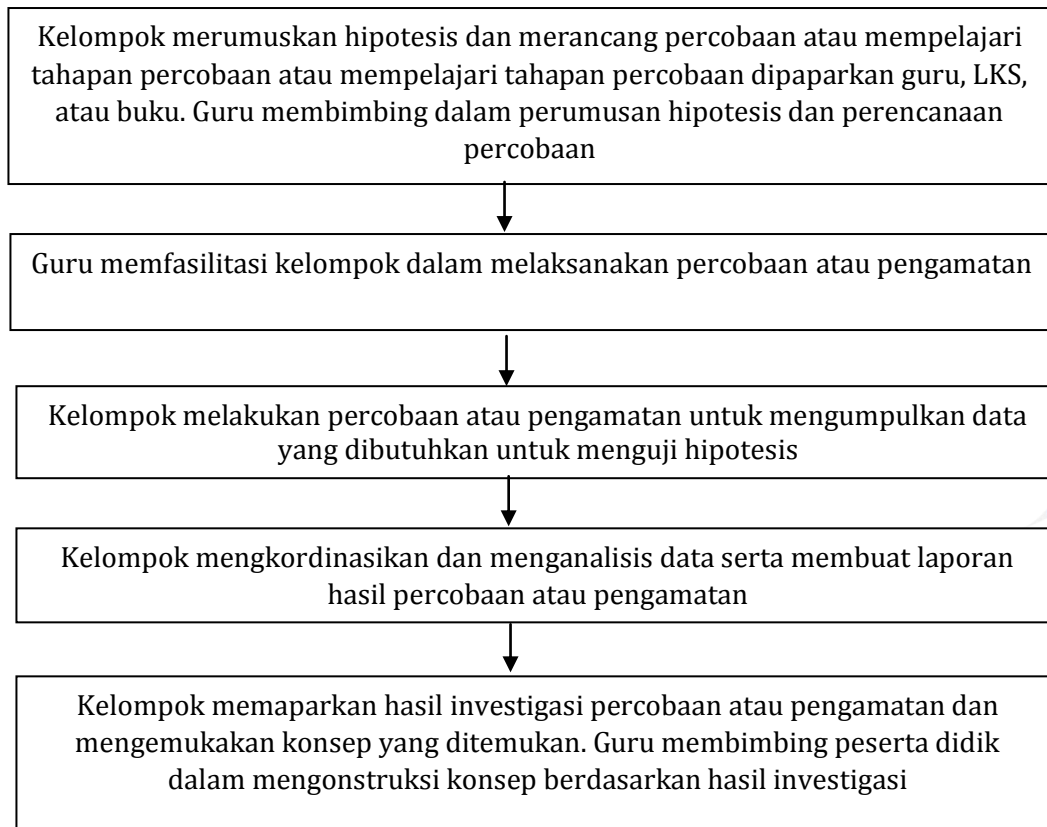 Kelompok merumuskan hipotesis dan merancang percobaan atau mempelajari
tahapan percobaan atau mempelajari tahapan percobaan dipaparkan guru, LKS,
atau buku. Guru membimbing dalam perumusan hipotesis dan perencanaan
percobaan
Guru memfasilitasi kelompok dalam melaksanakan percobaan atau pengamatan
Kelompok melakukan percobaan atau pengamatan untuk mengumpulkan data
yang dibutuhkan untuk menguji hipotesis
Kelompok mengkordinasikan dan menganalisis data serta membuat laporan
hasil percobaan atau pengamatan
Kelompok memaparkan hasil investigasi percobaan atau pengamatan dan
mengemukakan konsep yang ditemukan. Guru membimbing peserta didik
dalam mengonstruksi konsep berdasarkan hasil investigasi